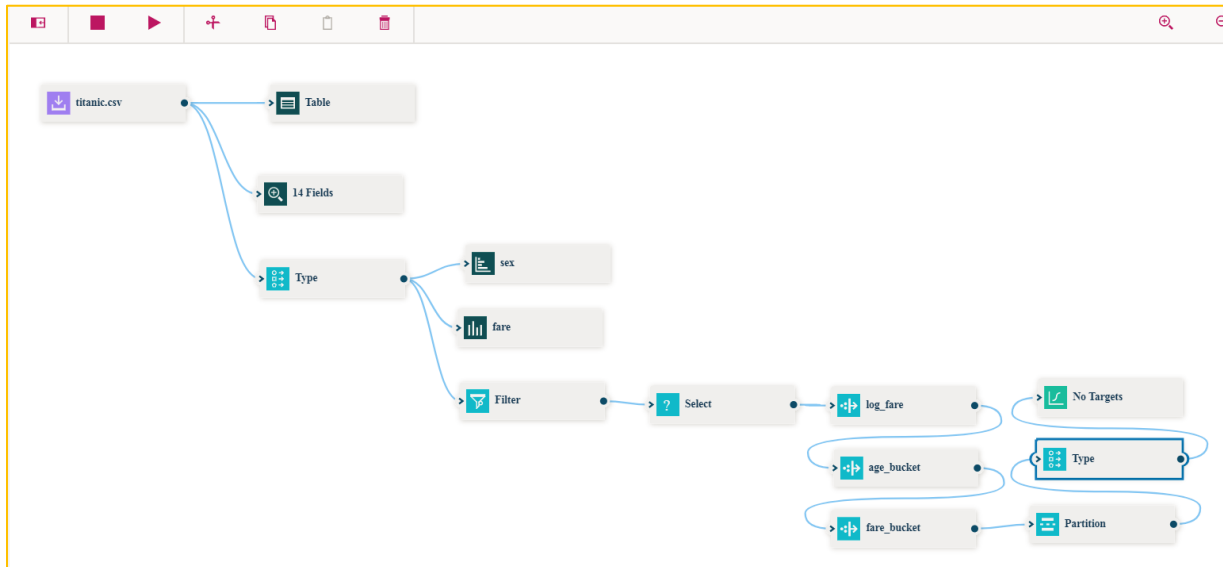 titanic.csv
Table
14 Fields
Type
sex
fare
Filter
Select
log_fare
No Targets
age_bucket
Type
fare_bucket
Partition